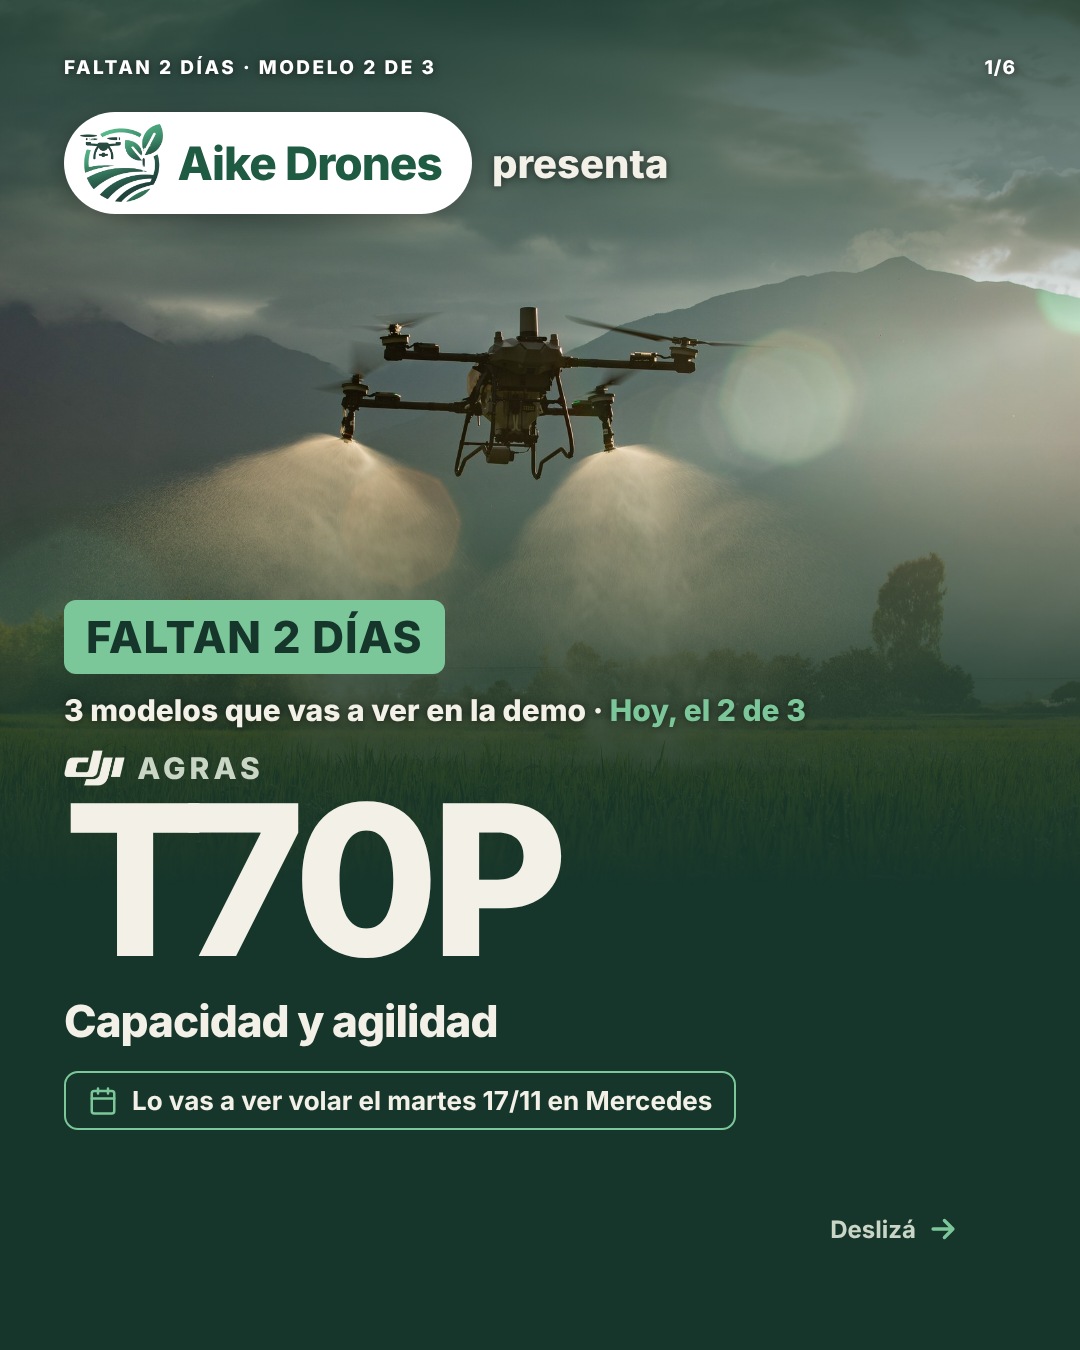 FALTAN 2 DÍAS · MODELO 2 DE 3
1/6
Aike Drones presenta
FALTAN 2 DÍAS
3 modelos que vas a ver en la demo · Hoy, el 2 de 3
dji AGRAS
T70P
Capacidad y agilidad
Lo vas a ver volar el martes 17/11 en Mercedes
Deslizá